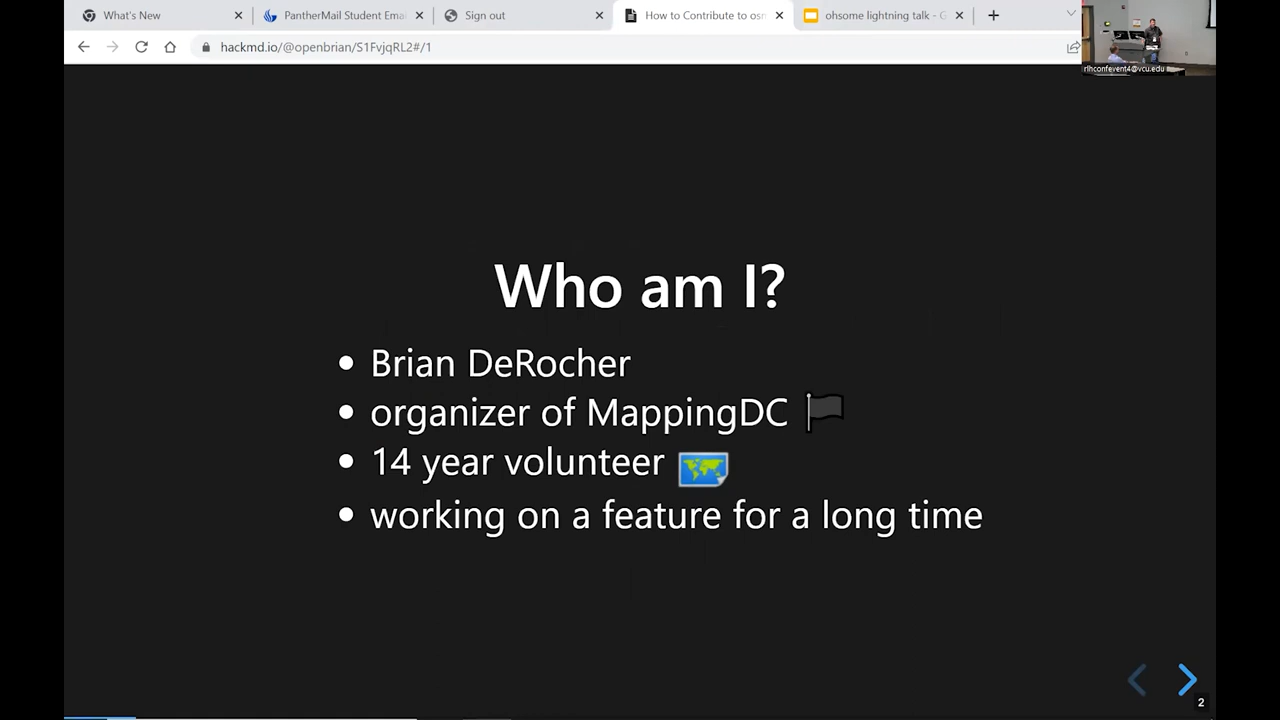 What's New
PantherMail Student Emai
Sign out
How to Contribute to osm
ohsome lightning talk - G
hackmd.io/@openbrian/S1FvjqRL2#/1
rlhconfevent4@vcu.edu
Who am I?
Brian DeRocher
organizer of MappingDC
14 year volunteer
working on a feature for a long time
2